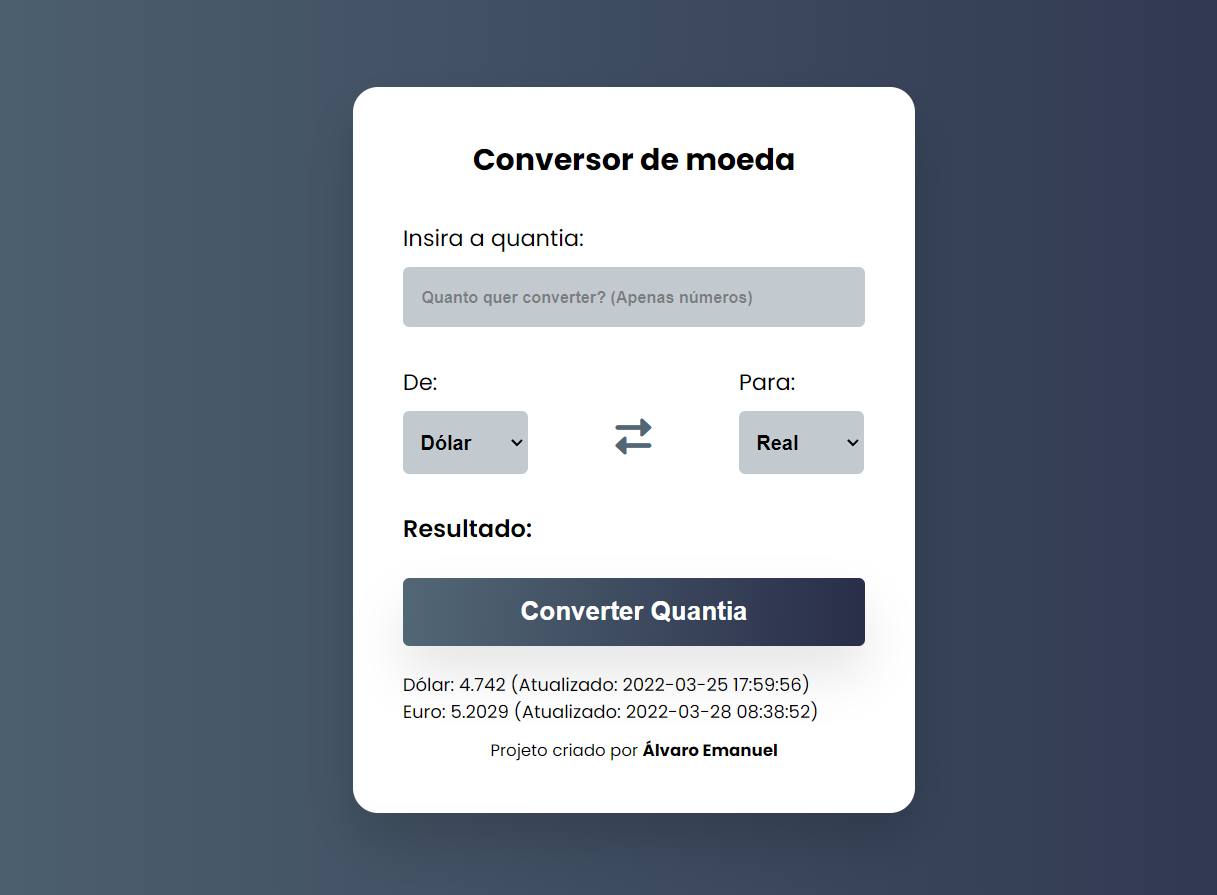 Conversor de moeda
Insira a quantia:
Quanto quer converter? (Apenas números)
De:
Para:
Dólar
Real
Resultado:
Converter Quantia
Dólar: 4.742 (Atualizado: 2022-03-25 17:59:56)
Euro: 5.2029 (Atualizado: 2022-03-28 08:38:52)
Projeto criado por Álvaro Emanuel